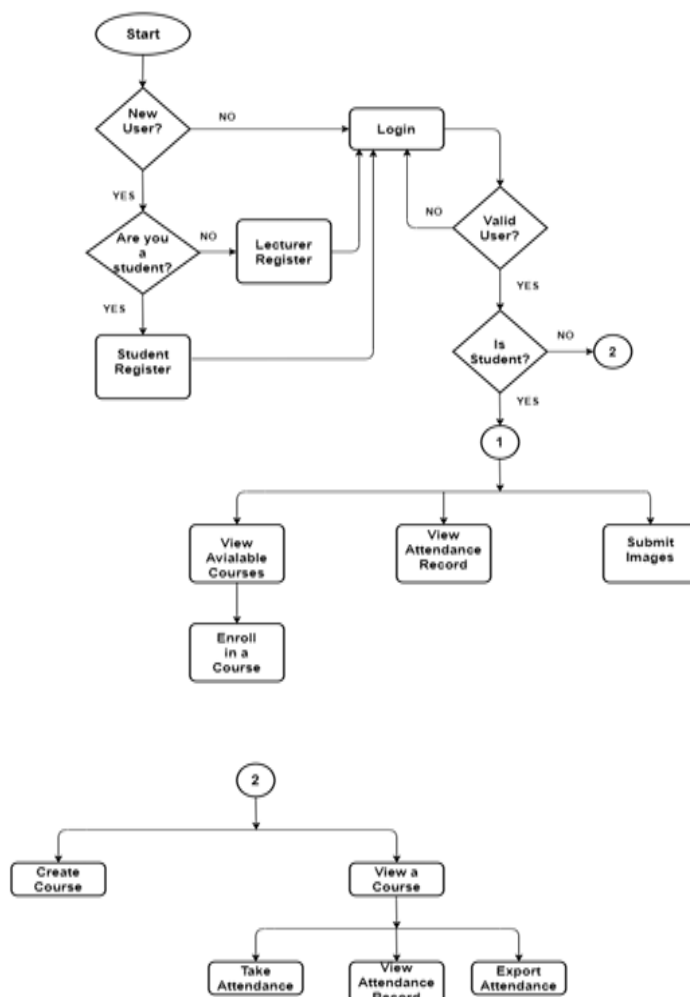 Start
New
User?
NO
Login
YES
Are you
a
student?
NO
Lecturer
Register
NO
Valid
User?
YES
YES
Student
Register
Is
Student?
NO
2
YES
1
View
Avialable
Courses
View
Attendance
Record
Submit
Images
Enroll
in a
Course
2
Create
Course
View a
Course
Take
Attendance
View
Attendance
Record
Export
Attendance